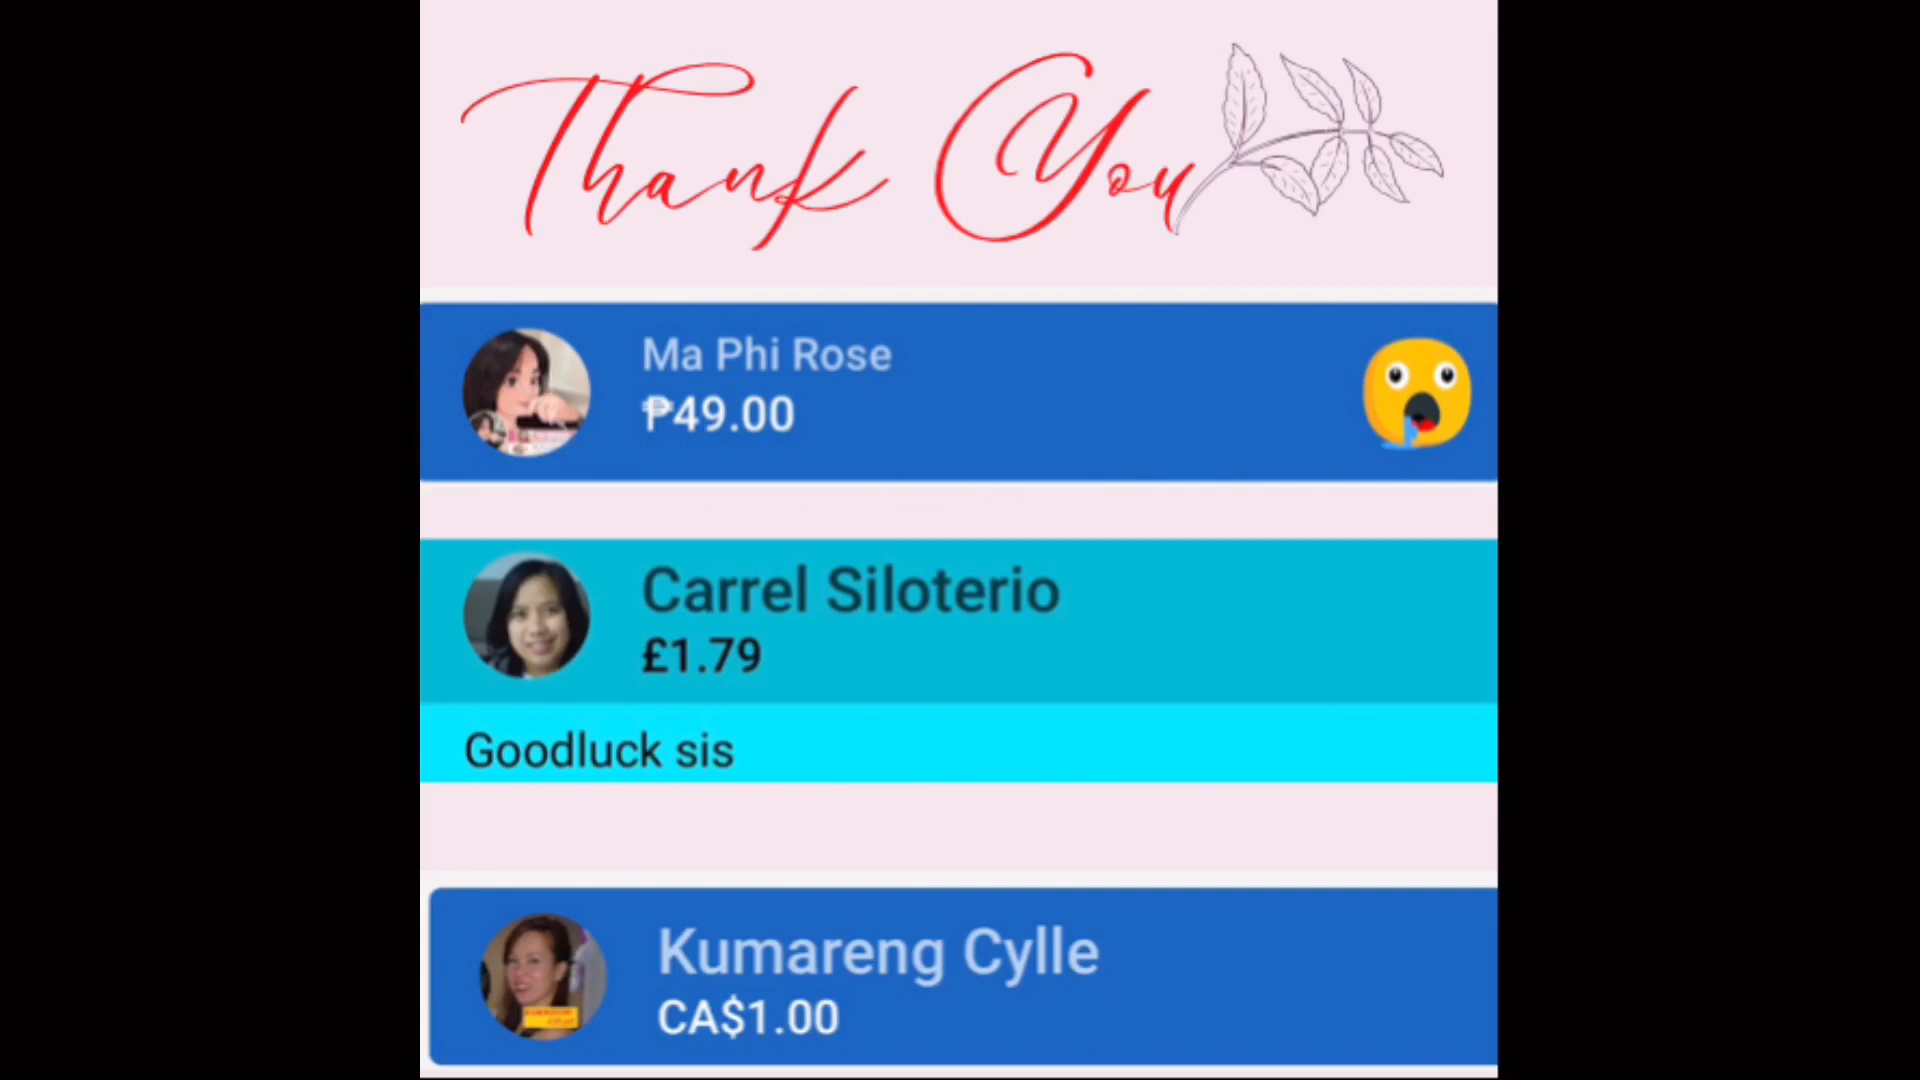 Thank You
Ma Phi Rose
₱49.00
Carrel Siloterio
£1.79
Goodluck sis
Kumareng Cylle
CA$1.00